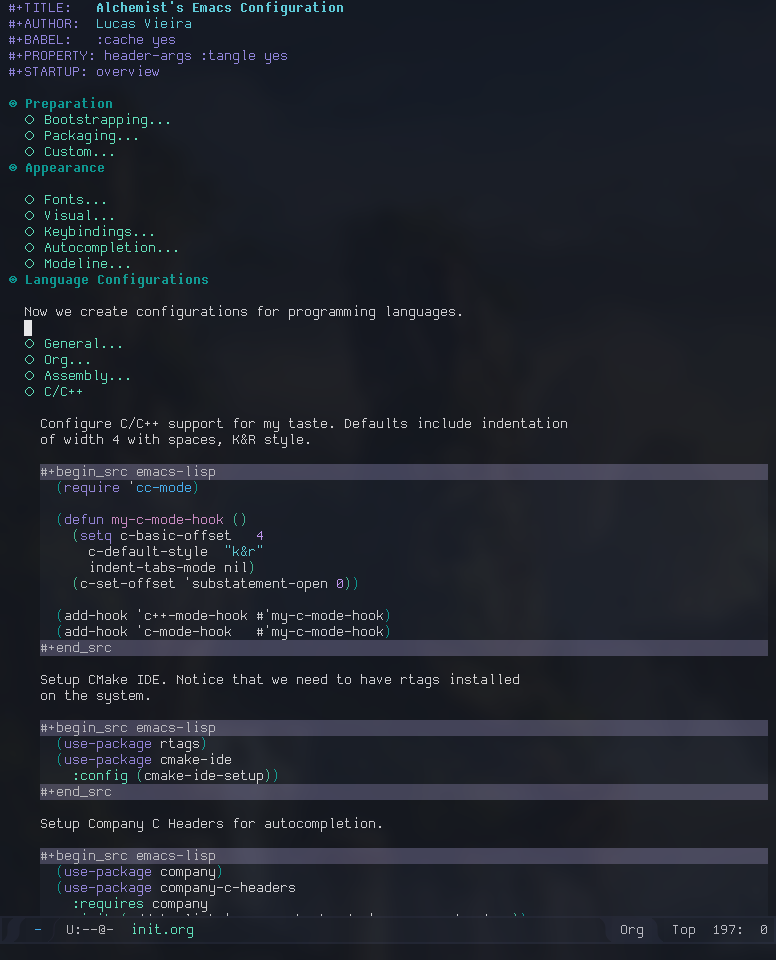 #+TITLE:   Alchemist's Emacs Configuration
#+AUTHOR:  Lucas Vieira
#+BABEL:   :cache yes
#+PROPERTY: header-args :tangle yes
#+STARTUP: overview
Preparation
Bootstrapping...
Packaging...
Custom...
Appearance
Fonts...
Visual...
Keybindings...
Autocompletion...
Modeline...
Language Configurations
Now we create configurations for programming languages.
General...
Org...
Assembly...
C/C++
Configure C/C++ support for my taste. Defaults include indentation
of width 4 with spaces, K&R style.
#+begin_src emacs-lisp
(require 'cc-mode)
(defun my-c-mode-hook ()
(setq c-basic-offset   4
c-default-style  "k&r"
indent-tabs-mode nil)
(c-set-offset 'substatement-open 0))
(add-hook 'c++-mode-hook #'my-c-mode-hook)
(add-hook 'c-mode-hook   #'my-c-mode-hook)
#+end_src
Setup CMake IDE. Notice that we need to have rtags installed
on the system.
#+begin_src emacs-lisp
(use-package rtags)
(use-package cmake-ide
:config (cmake-ide-setup))
#+end_src
Setup Company C Headers for autocompletion.
#+begin_src emacs-lisp
(use-package company)
(use-package company-c-headers
:requires company
- U:--@- init.org Org Top 197: 0